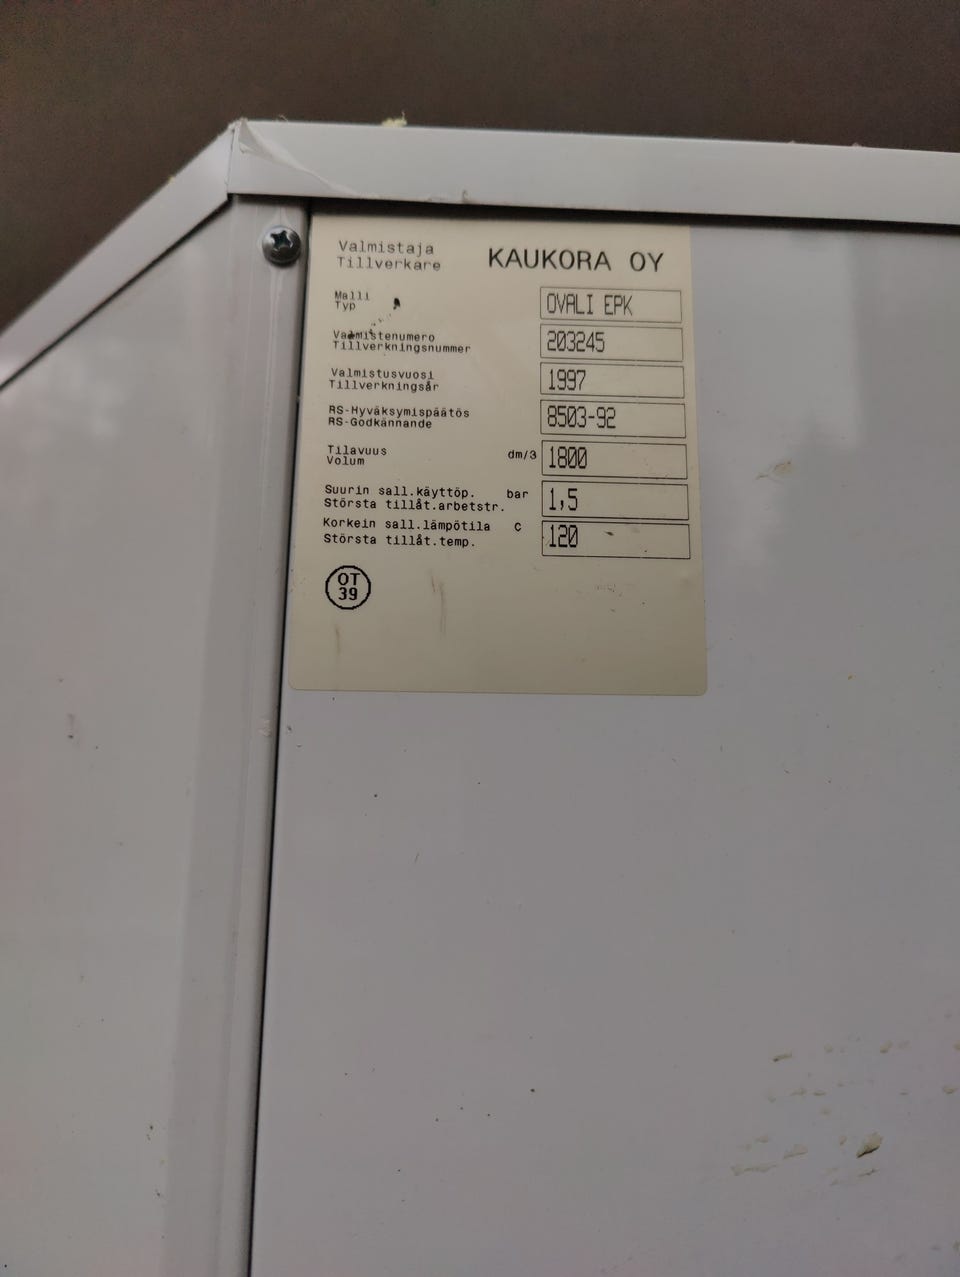 Valmistaja
Tillverkare
KAUKORA OY
Malli
Typ
OVALI EPK
Valmistenumero
Tillverkningsnummer
203245
Valmistusvuosi
Tillverkningsår
1997
RS-Hyväksymispäätös
RS-Godkännande
8503-92
Tilavuus
Volum
dm/3
1800
Suurin sall.käyttöp. bar
Största tillåt.arbetstr.
1,5
Korkein sall.lämpötila C
Största tillåt.temp.
120
OT
39